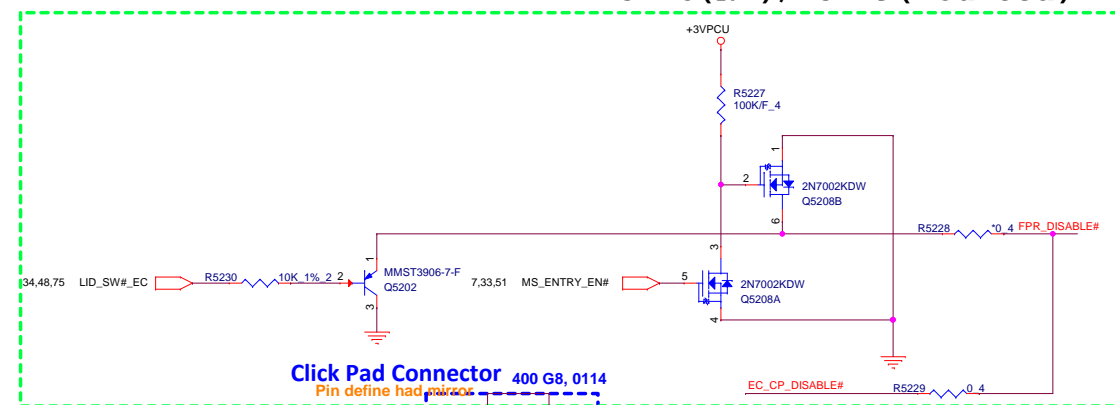 +3VPCU
R5227
100K/F_4
1
2
2N7002KDW
Q5208B
6
R5228
*0_4
FPR_DISABLE#
1
3
34,48,75
LID_SW#_EC
R5230
10K_1%_2
2
MMST3906-7-F
Q5202
3
7,33,51
MS_ENTRY_EN#
5
2N7002KDW
Q5208A
4
Click Pad Connector
400 G8, 0114
Pin define had mirror
EC_CP_DISABLE#
R5229
0_4